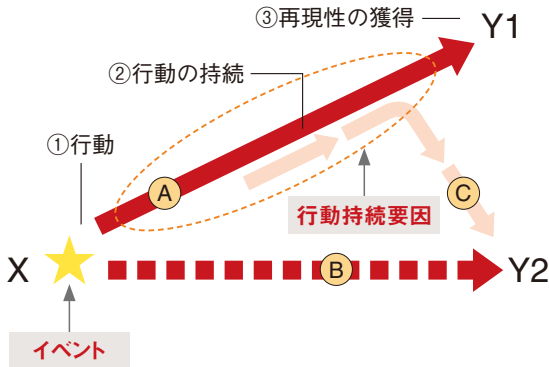 ③再現性の獲得
Y1
②行動の持続
①行動
A
C
行動持続要因
X
B
Y2
イベント